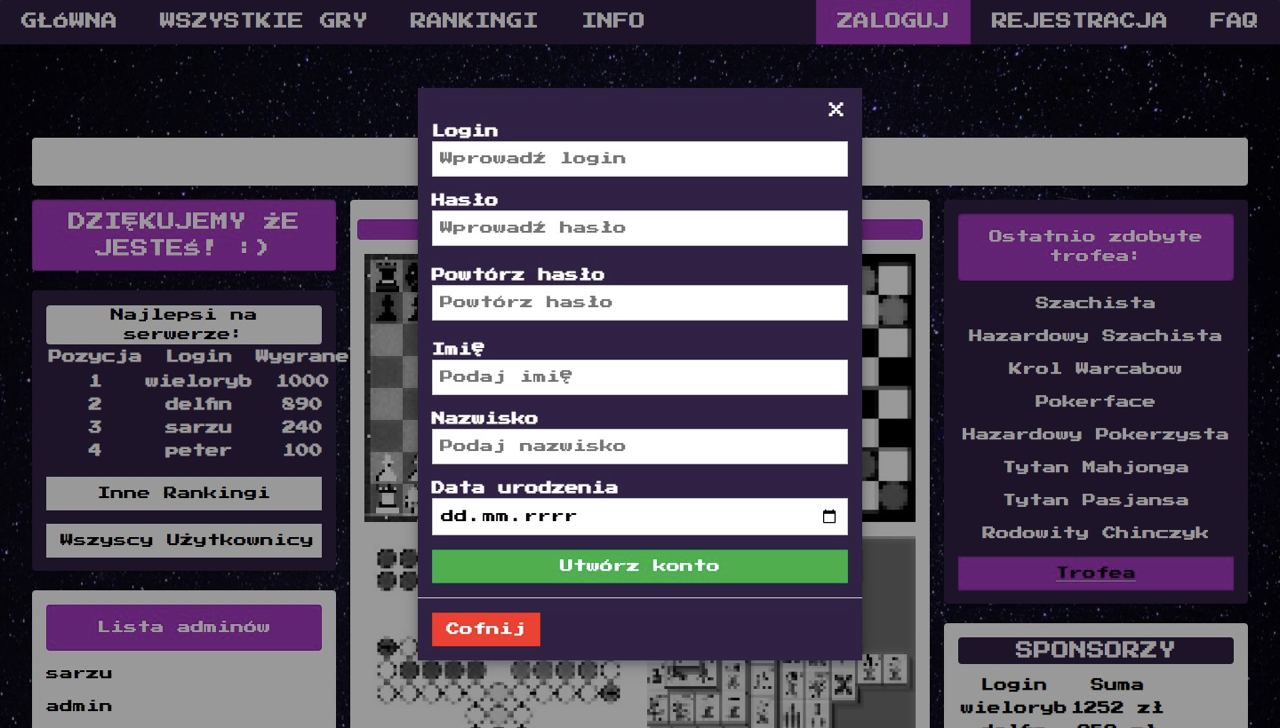 GŁóWNA WSZYSTKIE GRY RANKINGI INFO ZALOGUJ REJESTRACJA FAQ
X
Login
Wprowadź login
Hasło
Wprowadź hasło
Powtórz hasło
Powtórz hasło
Imię
Podaj imię
Nazwisko
Podaj nazwisko
Data urodzenia
dd.mm.rrrr
Utwórz konto
Cofnij
DZIĘKUJEMY żE
JESTEś! :)
Najlepsi na
serwerze:
Pozycja Login Wygrane
1 wieloryb 1000
2 delfin 890
3 sarzu 240
4 peter 100
Inne Rankingi
Wszyscy Użytkownicy
Lista adminów
sarzu
admin
Ostatnio zdobyte
trofea:
Szachista
Hazardowy Szachista
Krol Warcabow
Pokerface
Hazardowy Pokerzysta
Tytan Mahjonga
Tytan Pasjansa
Rodowity Chinczyk
Trofea
SPONSORZY
Login Suma
wieloryb 1252 zł